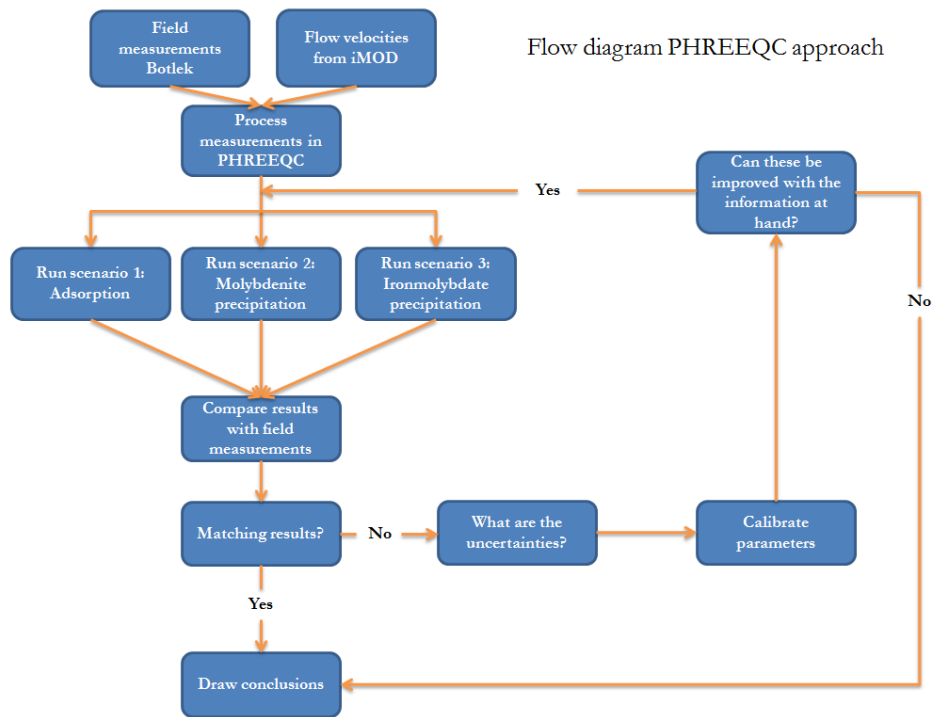 Flow diagram PHREEQC approach
Field
measurements
Botlek
Flow velocities
from iMOD
Process
measurements in
PHREEQC
Can these be
improved with the
information at
hand?
Yes
No
Run scenario 1:
Adsorption
Run scenario 2:
Molybdenite
precipitation
Run scenario 3:
Ironmolybdate
precipitation
Compare results
with field
measurements
Matching results?
No
What are the
uncertainties?
Calibrate
parameters
Yes
Draw conclusions